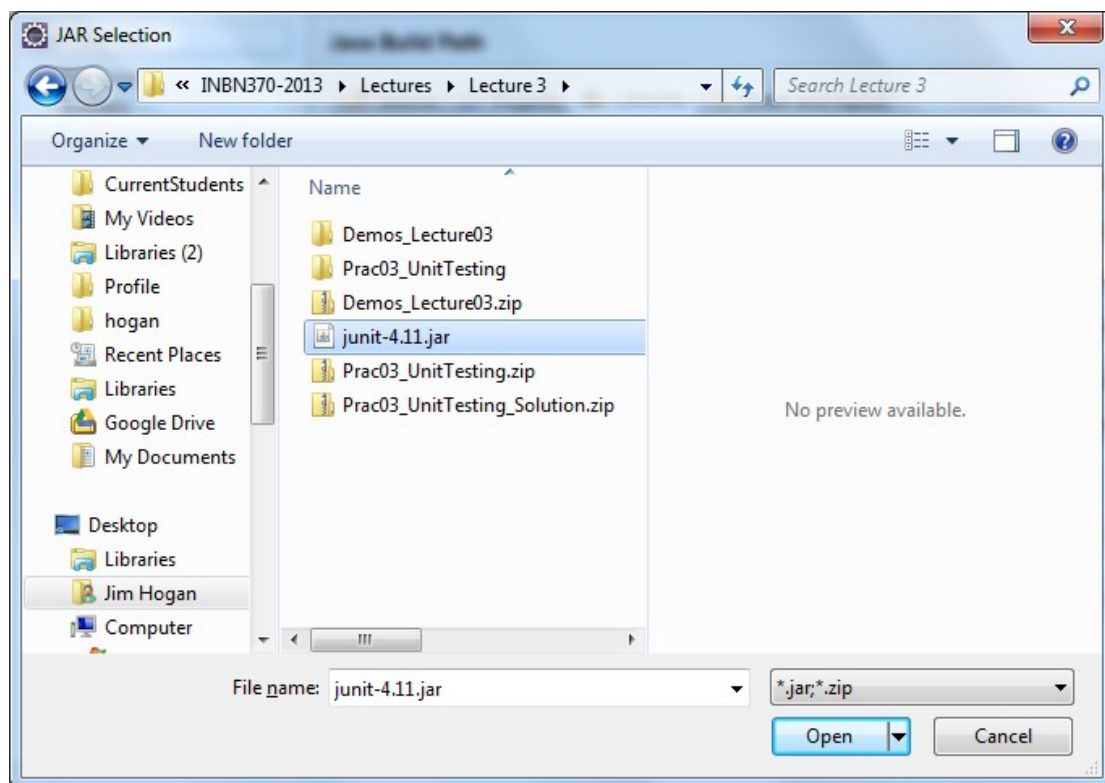 JAR Selection
Java Build Path
« INBN370-2013 ▸ Lectures ▸ Lecture 3 ▸
Search Lecture 3
Organize
New folder
CurrentStudents
My Videos
Libraries (2)
Profile
hogan
Recent Places
Libraries
Google Drive
My Documents
Desktop
Libraries
Jim Hogan
Computer
Name
Demos_Lecture03
Prac03_UnitTesting
Demos_Lecture03.zip
junit-4.11.jar
Prac03_UnitTesting.zip
Prac03_UnitTesting_Solution.zip
No preview available.
File name: junit-4.11.jar
*.jar;*.zip
Open
Cancel